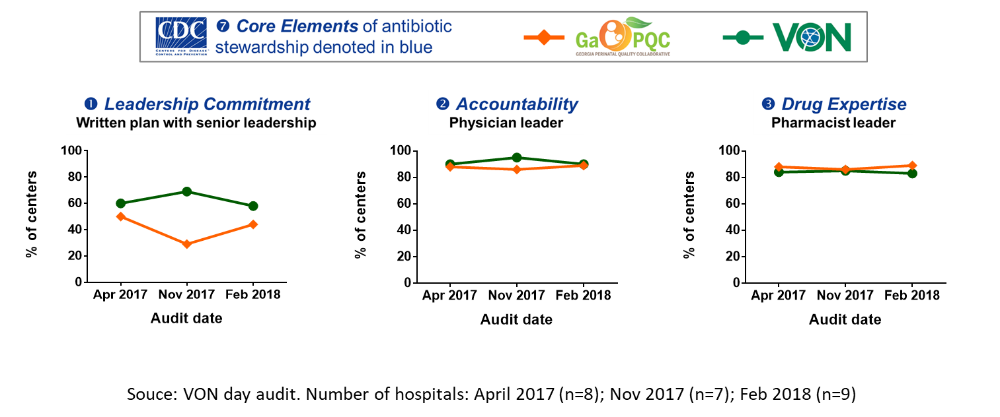 CDC
CENTERS FOR DISEASE
CONTROL AND PREVENTION
❼ Core Elements of antibiotic
stewardship denoted in blue
GaPQC
GEORGIA PERINATAL QUALITY COLLABORATIVE
VON
❶ Leadership Commitment
Written plan with senior leadership
% of centers
100
80
60
40
20
0
Apr 2017 Nov 2017 Feb 2018
Audit date
❷ Accountability
Physician leader
% of centers
100
80
60
40
20
0
Apr 2017 Nov 2017 Feb 2018
Audit date
❸ Drug Expertise
Pharmacist leader
% of centers
100
80
60
40
20
0
Apr 2017 Nov 2017 Feb 2018
Audit date
Souce: VON day audit. Number of hospitals: April 2017 (n=8); Nov 2017 (n=7); Feb 2018 (n=9)